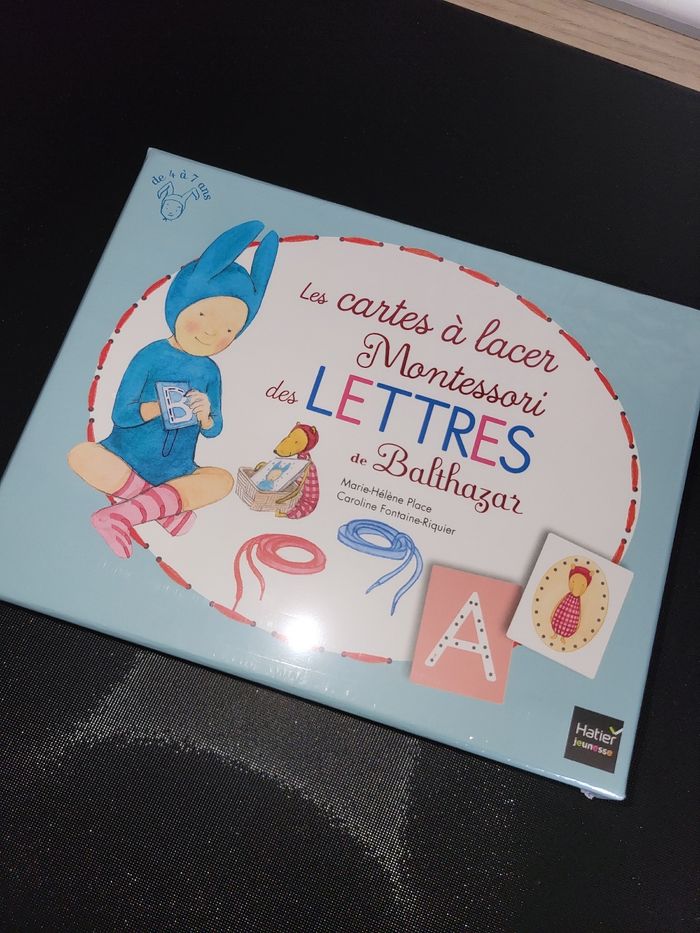 de 4 à 7 ans
Les cartes à lacer
Montessori
des LETTRES
de Balthazar
Marie-Hélène Place
Caroline Fontaine-Riquier
A
Hatier
jeunesse